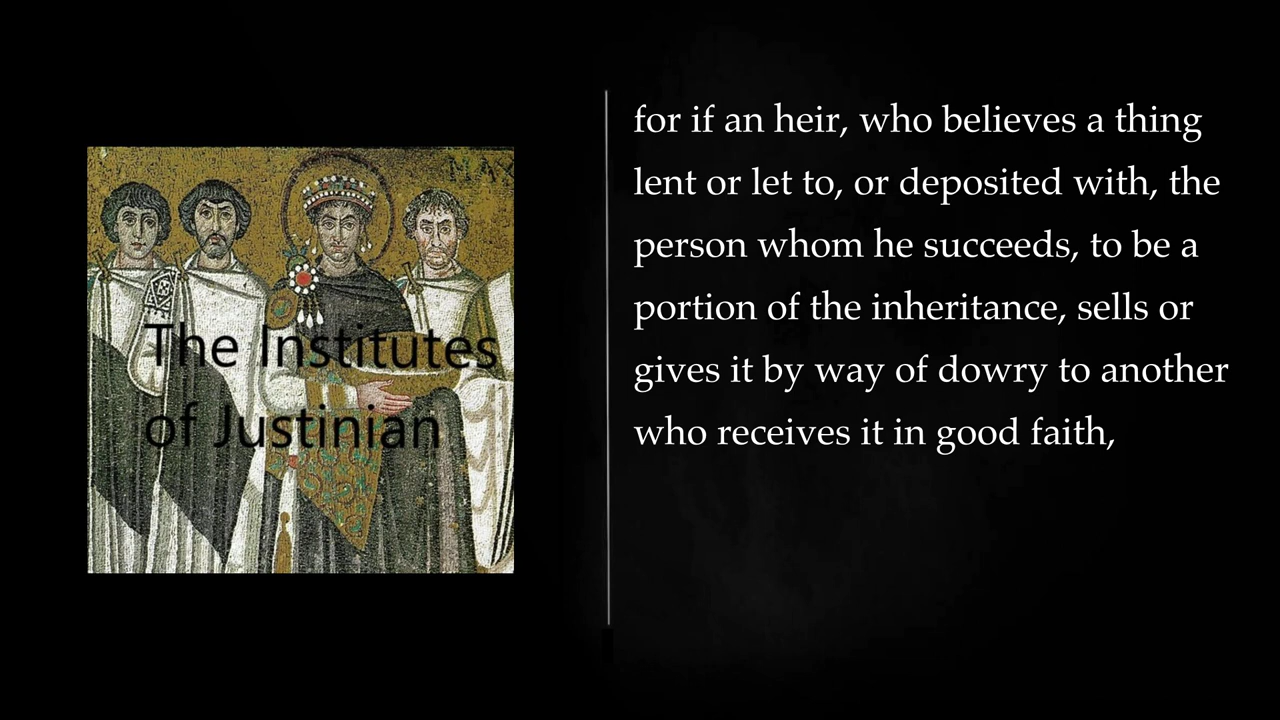 MAX
The Institutes
of Justinian
for if an heir, who believes a thing
lent or let to, or deposited with, the
person whom he succeeds, to be a
portion of the inheritance, sells or
gives it by way of dowry to another
who receives it in good faith,